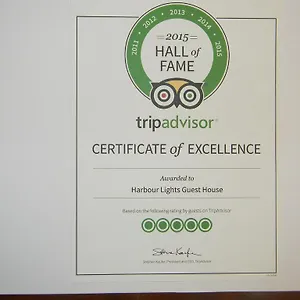 2011 • 2012 • 2013 • 2014 • 2015
2015
HALL of
FAME
tripadvisor®
CERTIFICATE of EXCELLENCE
Awarded to
Harbour Lights Guest House
Based on the following rating by guests on TripAdvisor